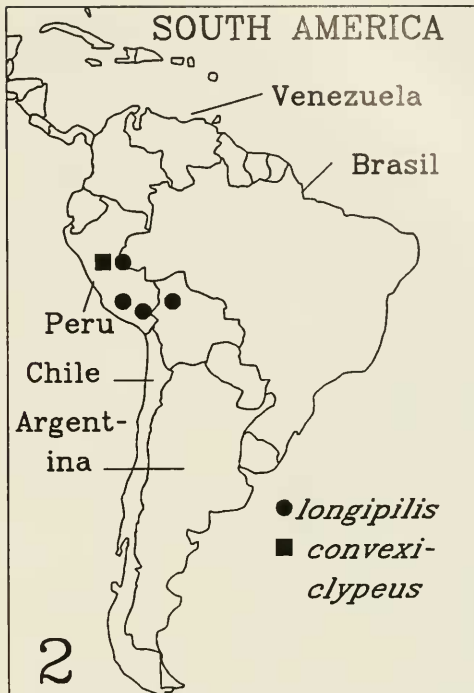 SOUTH AMERICA
Venezuela
Brasil
Peru
Chile
Argent-
ina
longipilis
convexi-
clypeus
2